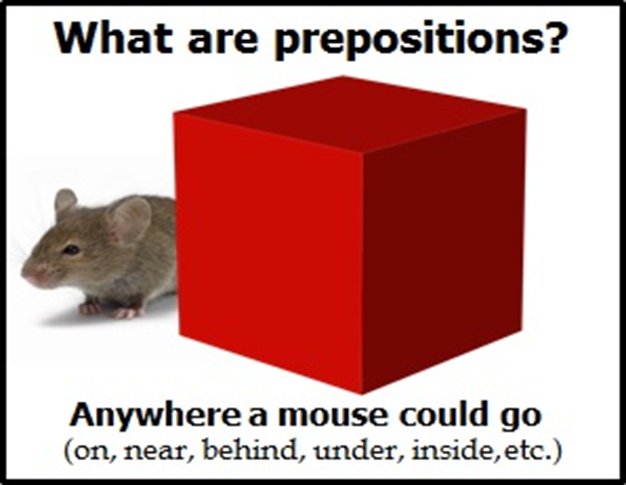 What are prepositions?
Anywhere a mouse could go
(on, near, behind, under, inside, etc.)